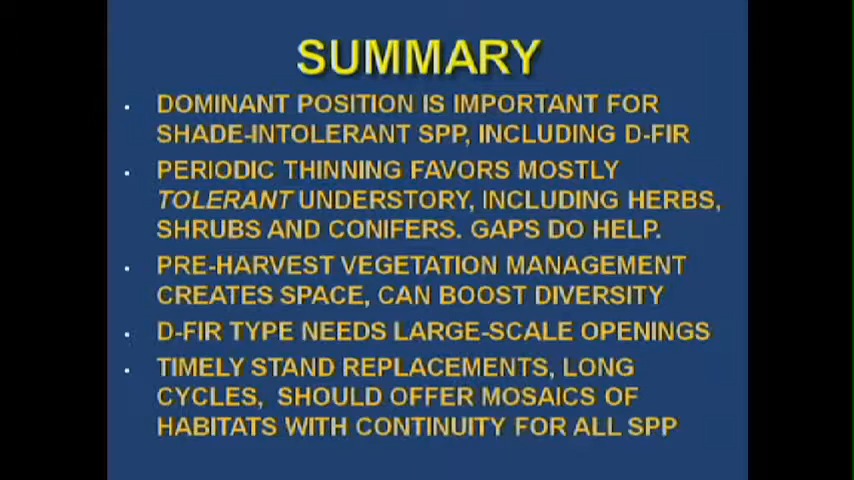 SUMMARY
• DOMINANT POSITION IS IMPORTANT FOR
SHADE-INTOLERANT SPP, INCLUDING D-FIR
• PERIODIC THINNING FAVORS MOSTLY
TOLERANT UNDERSTORY, INCLUDING HERBS,
SHRUBS AND CONIFERS. GAPS DO HELP.
• PRE-HARVEST VEGETATION MANAGEMENT
CREATES SPACE, CAN BOOST DIVERSITY
• D-FIR TYPE NEEDS LARGE-SCALE OPENINGS
• TIMELY STAND REPLACEMENTS, LONG
CYCLES, SHOULD OFFER MOSAICS OF
HABITATS WITH CONTINUITY FOR ALL SPP